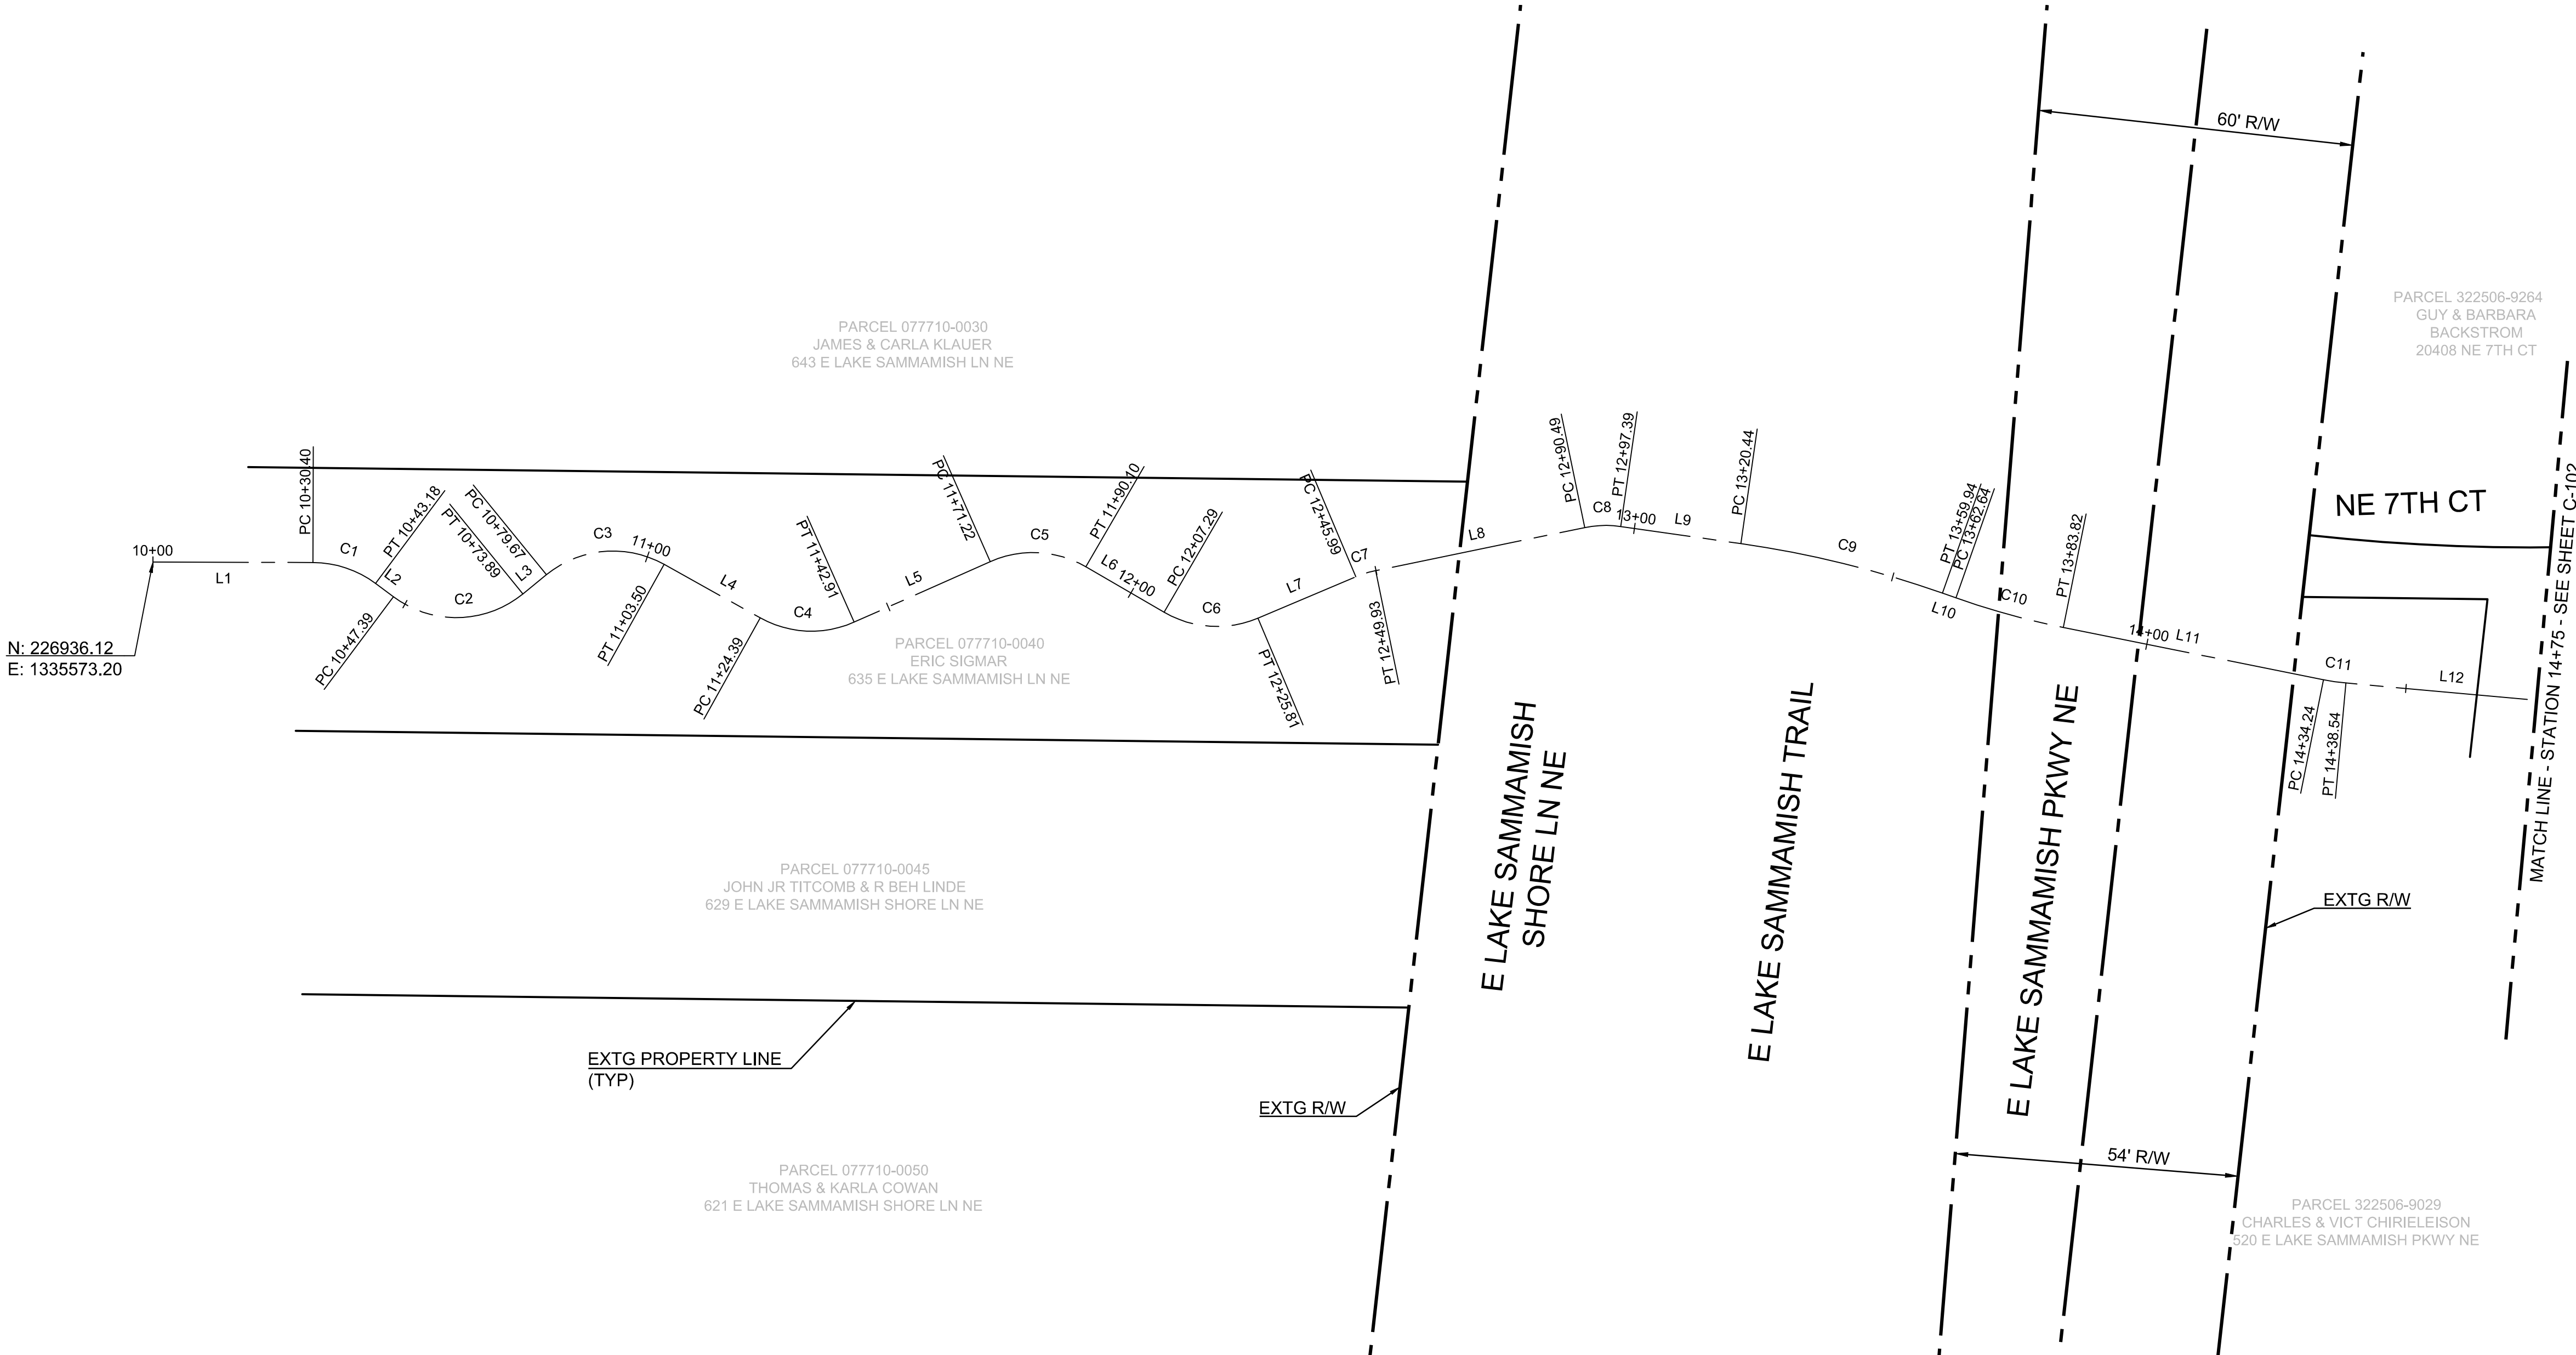 60' R/W
PARCEL 322506-9264
GUY & BARBARA
BACKSTROM
20408 NE 7TH CT
PARCEL 077710-0030
JAMES & CARLA KLAUER
643 E LAKE SAMMAMISH LN NE
10+00
L1
PC 10+30.40
C1
PT 10+43.18
L2
PC 10+47.39
C2
PT 10+73.89
L3
PC 10+79.67
C3
11+00
PT 11+03.50
L4
PC 11+24.39
C4
PT 11+42.91
L5
PC 11+71.22
C5
PT 11+90.10
L6
12+00
PC 12+07.29
C6
PT 12+25.81
L7
PC 12+45.99
C7
PT 12+49.93
L8
PC 12+90.49
C8
PT 12+97.39
13+00
L9
PC 13+20.44
C9
PT 13+59.94
L10
PC 13+62.64
C10
PT 13+83.82
14+00
L11
PC 14+34.24
C11
PT 14+38.54
L12
NE 7TH CT
MATCH LINE - STATION 14+75 - SEE SHEET C-102
N: 226936.12
E: 1335573.20
PARCEL 077710-0040
ERIC SIGMAR
635 E LAKE SAMMAMISH LN NE
E LAKE SAMMAMISH
SHORE LN NE
E LAKE SAMMAMISH TRAIL
E LAKE SAMMAMISH PKWY NE
PARCEL 077710-0045
JOHN JR TITCOMB & R BEH LINDE
629 E LAKE SAMMAMISH SHORE LN NE
EXTG R/W
EXTG PROPERTY LINE
(TYP)
EXTG R/W
54' R/W
PARCEL 077710-0050
THOMAS & KARLA COWAN
621 E LAKE SAMMAMISH SHORE LN NE
PARCEL 322506-9029
CHARLES & VICT CHIRIELEISON
520 E LAKE SAMMAMISH PKWY NE